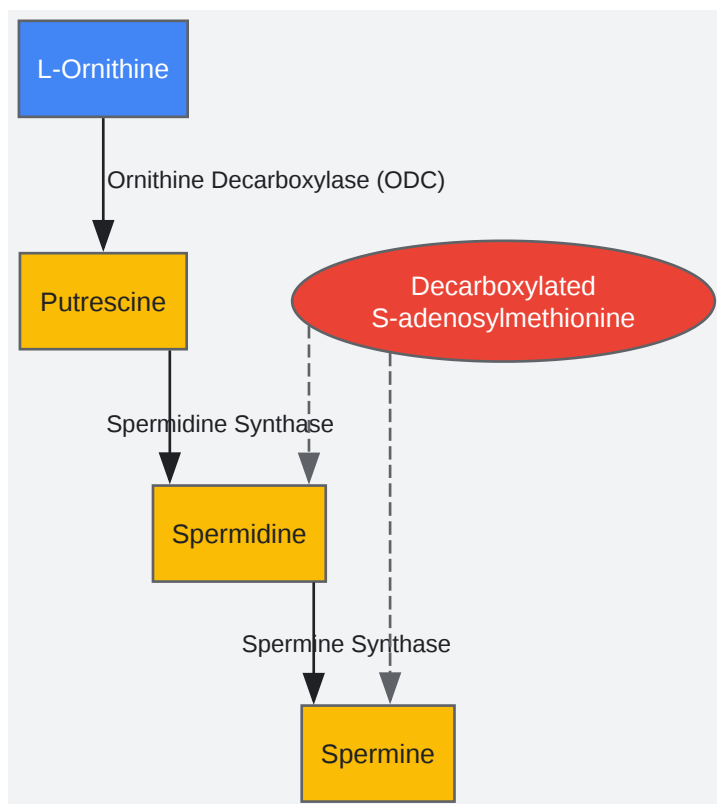 L-Ornithine
Ornithine Decarboxylase (ODC)
Putrescine
Decarboxylated
S-adenosylmethionine
Spermidine Synthase
Spermidine
Spermine Synthase
Spermine